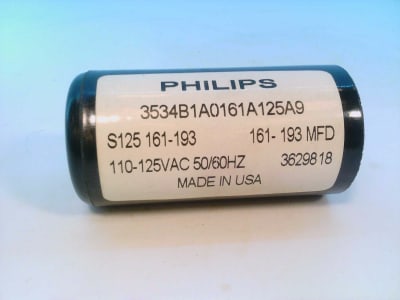 PHILIPS
3534B1A0161A125A9
S125 161-193 161- 193 MFD
110-125VAC 50/60HZ 3629818
MADE IN USA